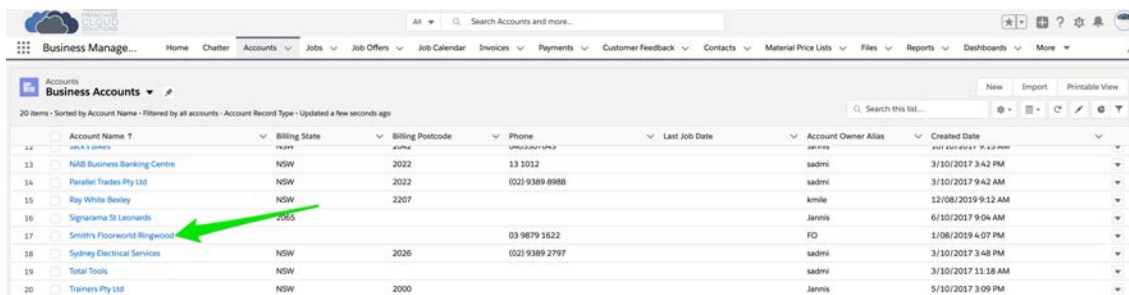 FRANCHISE
CLOUD
SOLUTIONS
All Search Accounts and more...
Business Manage... Home Chatter Accounts Jobs Job Offers Job Calendar Invoices Payments Customer Feedback Contacts Material Price Lists Files Reports Dashboards More
Accounts
Business Accounts
New Import Printable View
20 items • Sorted by Account Name • Filtered by all accounts - Account Record Type • Updated a few seconds ago
Search this list...
Account Name ↑ Billing State Billing Postcode Phone Last Job Date Account Owner Alias Created Date
12 Jack's Bikes NSW 2042 Jannis
13 NAB Business Banking Centre NSW 2022 13 1012 sadmi 3/10/2017 3:42 PM
14 Parallel Trades Pty Ltd NSW 2022 (02) 9389 8988 sadmi 3/10/2017 9:42 AM
15 Ray White Bexley NSW 2207 kmile 12/08/2019 9:12 AM
16 Signarama St Leonards 2065 Jannis 6/10/2017 9:04 AM
17 Smith's Floorworld Ringwood 03 9879 1622 FO 1/08/2019 4:07 PM
18 Sydney Electrical Services NSW 2026 (02) 9389 2797 sadmi 3/10/2017 3:48 PM
19 Total Tools NSW sadmi 3/10/2017 11:18 AM
20 Trainers Pty Ltd NSW 2000 Jannis 5/10/2017 3:09 PM